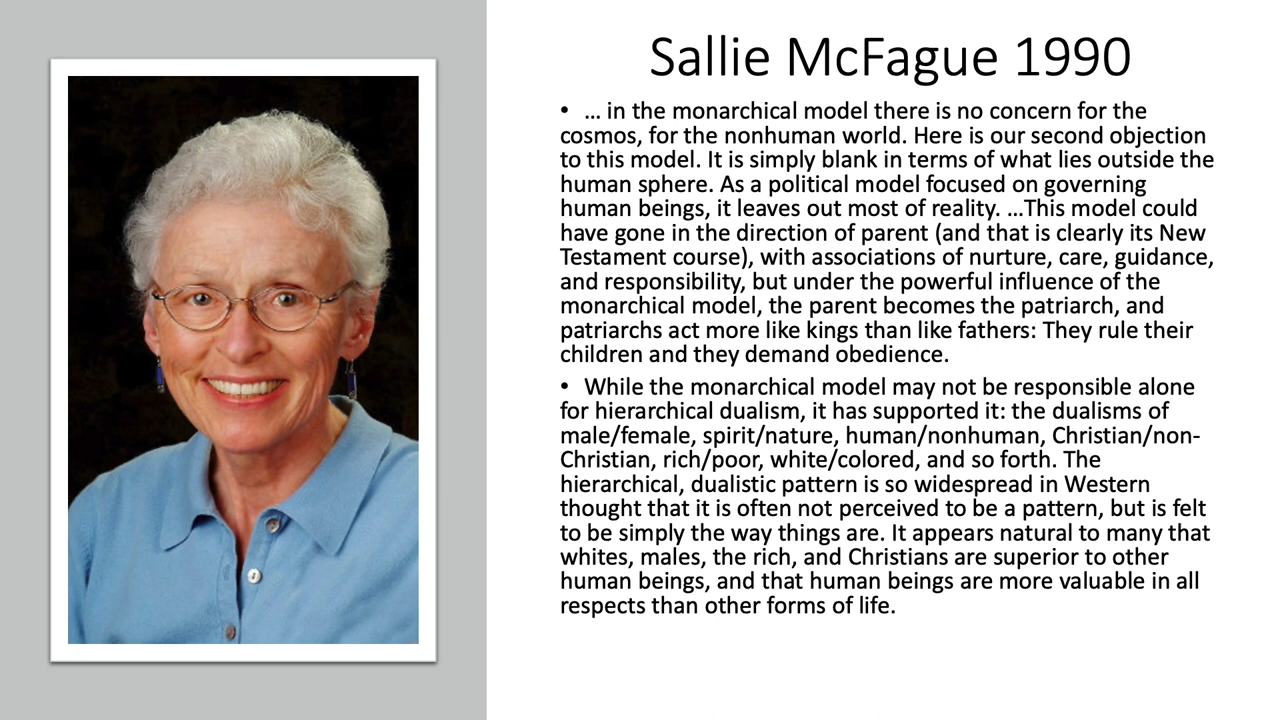 Sallie McFague 1990
• … in the monarchical model there is no concern for the
cosmos, for the nonhuman world. Here is our second objection
to this model. It is simply blank in terms of what lies outside the
human sphere. As a political model focused on governing
human beings, it leaves out most of reality. …This model could
have gone in the direction of parent (and that is clearly its New
Testament course), with associations of nurture, care, guidance,
and responsibility, but under the powerful influence of the
monarchical model, the parent becomes the patriarch, and
patriarchs act more like kings than like fathers: They rule their
children and they demand obedience.
• While the monarchical model may not be responsible alone
for hierarchical dualism, it has supported it: the dualisms of
male/female, spirit/nature, human/nonhuman, Christian/non-
Christian, rich/poor, white/colored, and so forth. The
hierarchical, dualistic pattern is so widespread in Western
thought that it is often not perceived to be a pattern, but is felt
to be simply the way things are. It appears natural to many that
whites, males, the rich, and Christians are superior to other
human beings, and that human beings are more valuable in all
respects than other forms of life.